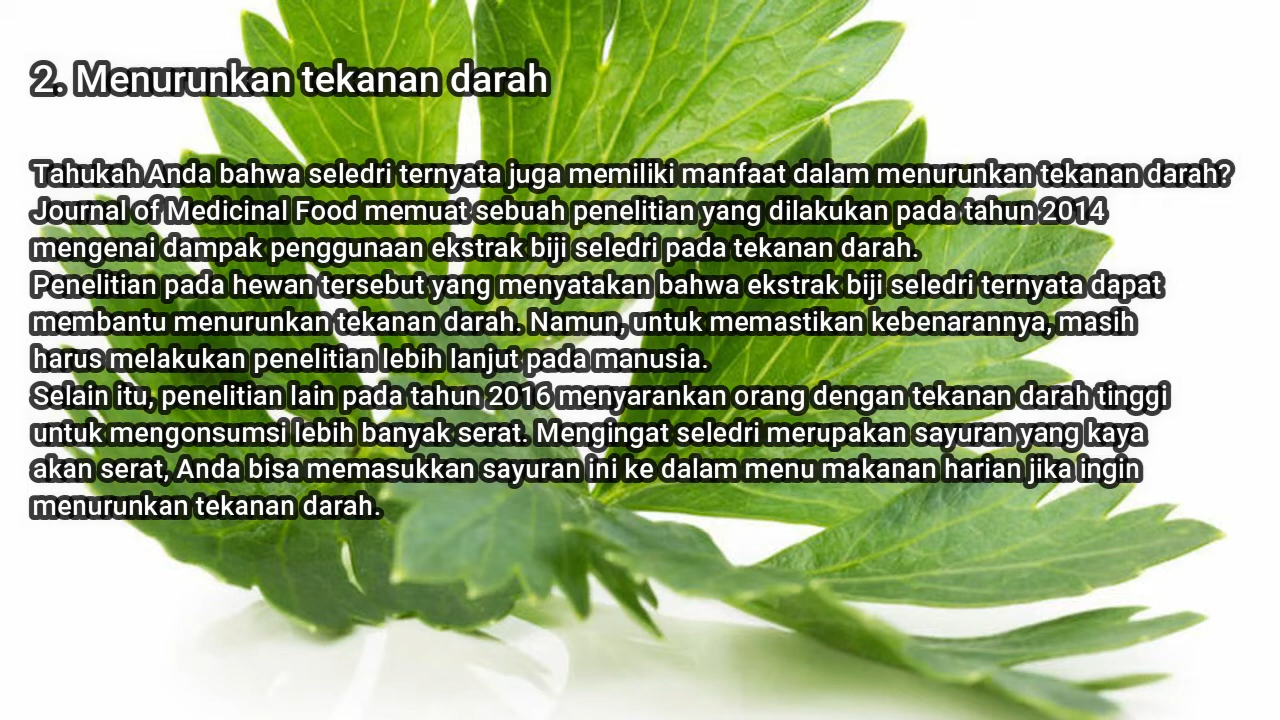 2. Menurunkan tekanan darah
Tahukah Anda bahwa seledri ternyata juga memiliki manfaat dalam menurunkan tekanan darah?
Journal of Medicinal Food memuat sebuah penelitian yang dilakukan pada tahun 2014
mengenai dampak penggunaan ekstrak biji seledri pada tekanan darah.
Penelitian pada hewan tersebut yang menyatakan bahwa ekstrak biji seledri ternyata dapat
membantu menurunkan tekanan darah. Namun, untuk memastikan kebenarannya, masih
harus melakukan penelitian lebih lanjut pada manusia.
Selain itu, penelitian lain pada tahun 2016 menyarankan orang dengan tekanan darah tinggi
untuk mengonsumsi lebih banyak serat. Mengingat seledri merupakan sayuran yang kaya
akan serat, Anda bisa memasukkan sayuran ini ke dalam menu makanan harian jika ingin
menurunkan tekanan darah.